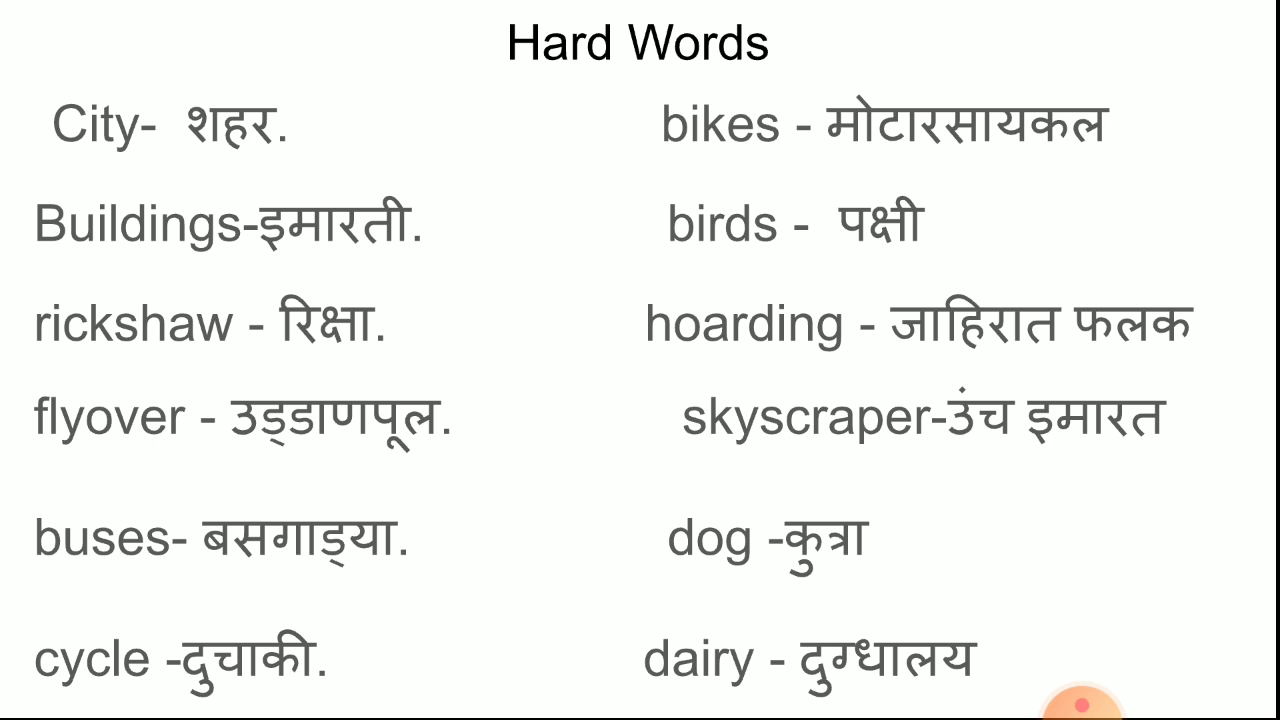 Hard Words
City- शहर. bikes - मोटारसायकल
Buildings-इमारती. birds - पक्षी
rickshaw - रिक्षा. hoarding - जाहिरात फलक
flyover - उड्डाणपूल. skyscraper-उंच इमारत
buses- बसगाड्या. dog -कुत्रा
cycle -दुचाकी. dairy - दुग्धालय